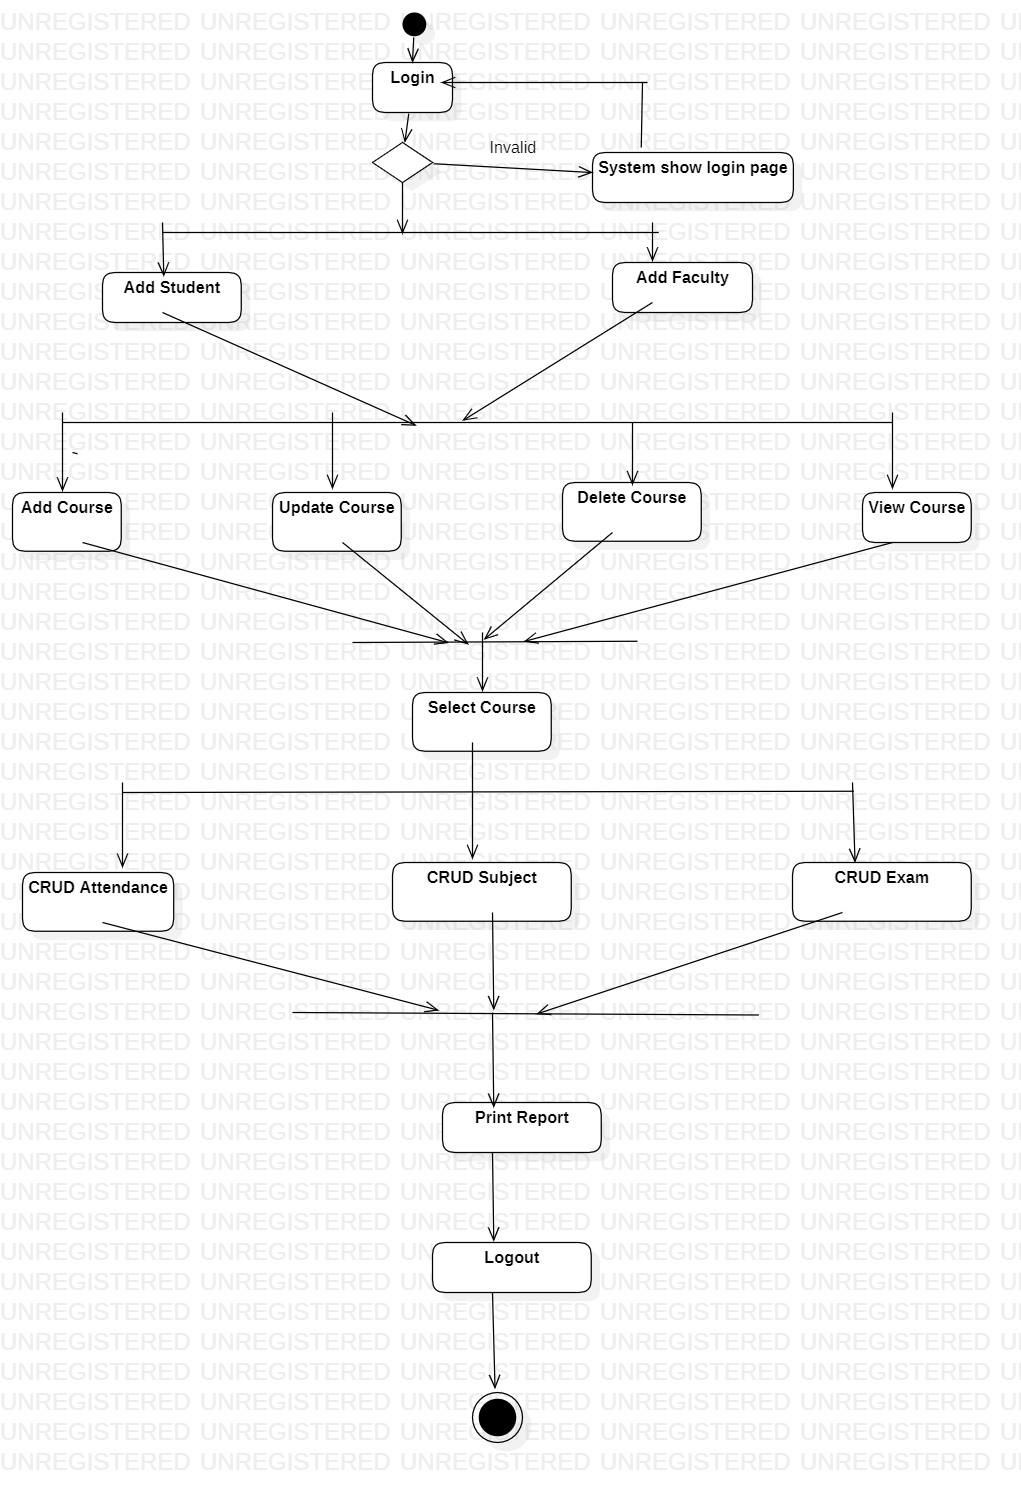 Login
Invalid
System show login page
Add Student
Add Faculty
Add Course
Update Course
Delete Course
View Course
Select Course
CRUD Attendance
CRUD Subject
CRUD Exam
Print Report
Logout
UNREGISTERED